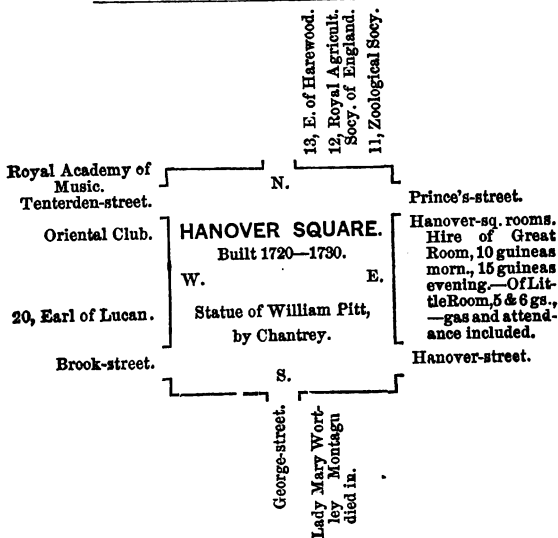 13, E. of Harewood.
12, Royal Agricult.
Socy. of England.
11, Zoological Socy.
Royal Academy of
Music.
Tenterden-street.
N.
Prince's-street.
Oriental Club.
HANOVER SQUARE.
Built 1720—1730.
W.
E.
Hanover-sq. rooms.
Hire of Great
Room, 10 guineas
morn., 15 guineas
evening.—Of Lit-
tle Room, 5 & 6 gs.,
—gas and attend-
ance included.
20, Earl of Lucan.
Statue of William Pitt,
by Chantrey.
Brook-street.
S.
Hanover-street.
George-street.
Lady Mary Wort-
ley Montagu
died in.